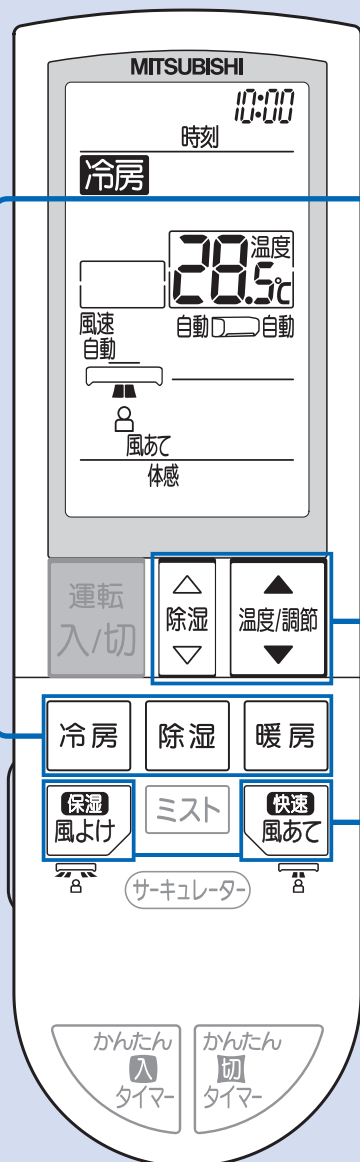 MITSUBISHI
10:00
時刻
冷房
温度
28.5℃
風速
自動
自動 自動
風あて
体感
運転
入/切
△
除湿
▽
▲
温度/調節
▼
冷房 除湿 暖房
保湿
風よけ
ミスト
快速
風あて
サーキュレーター
かんたん
入
タイマー
かんたん
切
タイマー